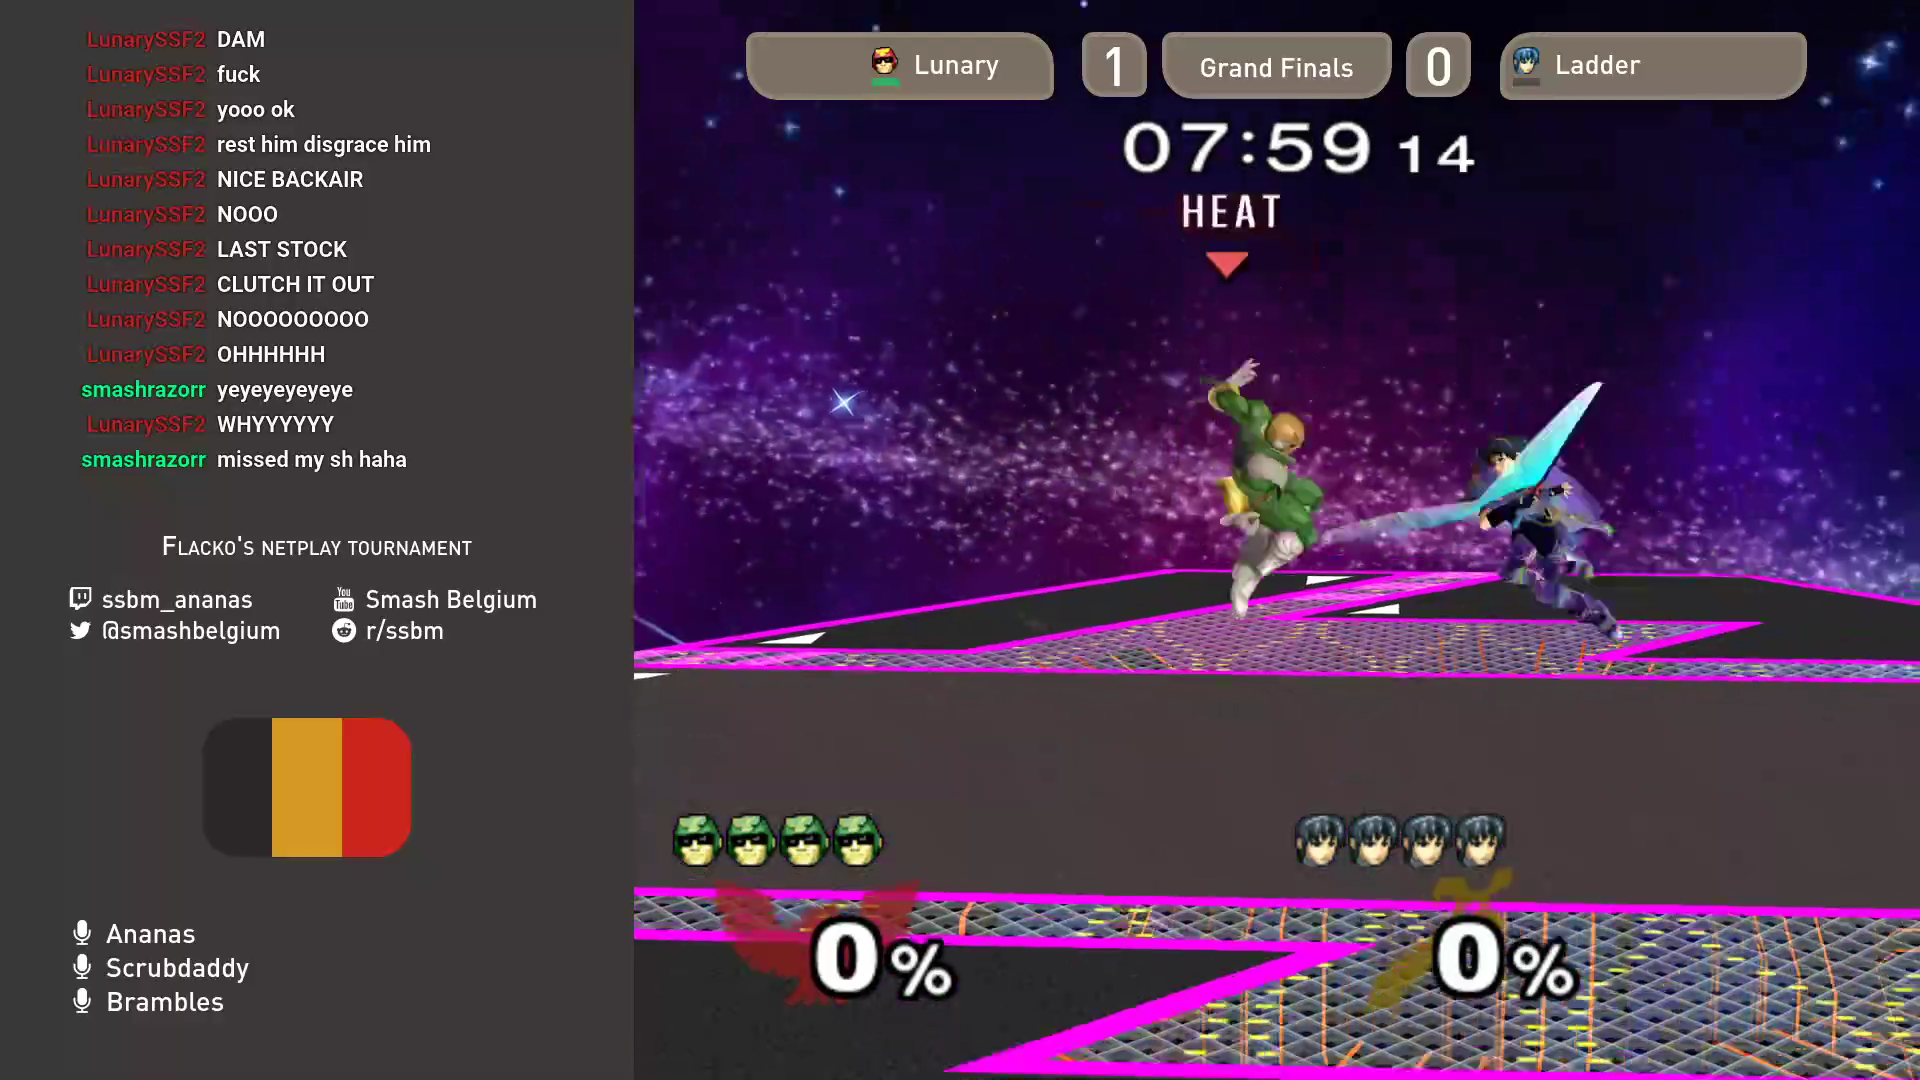 LunarySSF2 DAM
LunarySSF2 fuck
LunarySSF2 yooo ok
LunarySSF2 rest him disgrace him
LunarySSF2 NICE BACKAIR
LunarySSF2 NOOO
LunarySSF2 LAST STOCK
LunarySSF2 CLUTCH IT OUT
LunarySSF2 NOOOOOOOOO
LunarySSF2 OHHHHHH
smashrazorr yeyeyeyeyeye
LunarySSF2 WHYYYYYY
smashrazorr missed my sh haha
Flacko's netplay tournament
ssbm_ananas
You Tube Smash Belgium
@smashbelgium
r/ssbm
Ananas
Scrubdaddy
Brambles
Lunary 1 Grand Finals 0 Ladder
07:59 14
HEAT
0% 0%